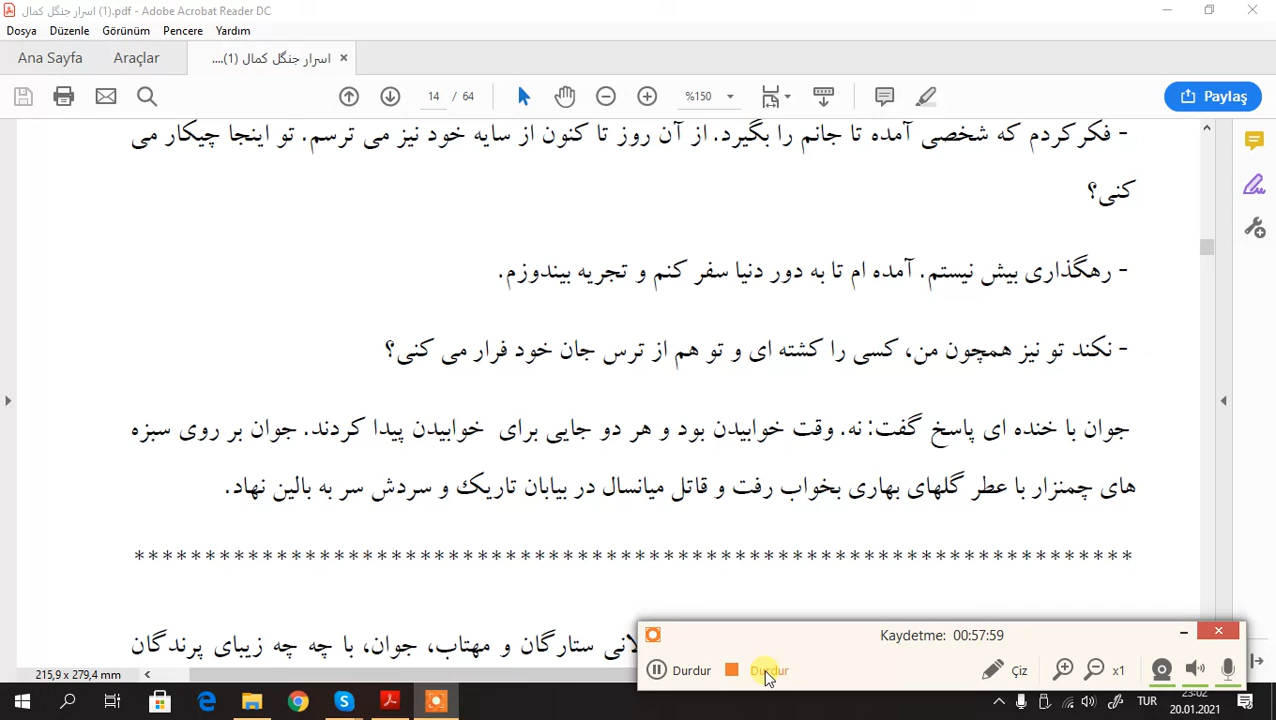 اسرار جنگل کمال (1).pdf - Adobe Acrobat Reader DC
Dosya Düzenle Görünüm Pencere Yardım
Ana Sayfa Araçlar اسرار جنگل کمال (1).... ×
14 / 64 %150 Paylaş
- فکر کردم که شخصی آمده تا جانم را بگیرد. از آن روز تا کنون از سایه خود نیز می ترسم. تو اینجا چیکار می
کنی؟
- رهگذاری بیش نیستم. آمده ام تا به دور دنیا سفر کنم و تجربه بیندوزم.
- نکند تو نیز همچون من، کسی را کشته ای و تو هم از ترس جان خود فرار می کنی؟
جوان با خنده ای پاسخ گفت: نه. وقت خوابیدن بود و هر دو جایی برای خوابیدن پیدا کردند. جوان بر روی سبزه
های چمنزار با عطر گلهای بهاری بخواب رفت و قاتل میانسال در بیابان تاریک و سردش سر به بالین نهاد.
***********************************************************************
لانی ستارگان و مهتاب، جوان، با چه چه زیبای پرندگان
Kaydetme: 00:57:59
Durdur Durdur Çiz x1
215,9 x 279,4 mm
TUR
23:02
20.01.2021